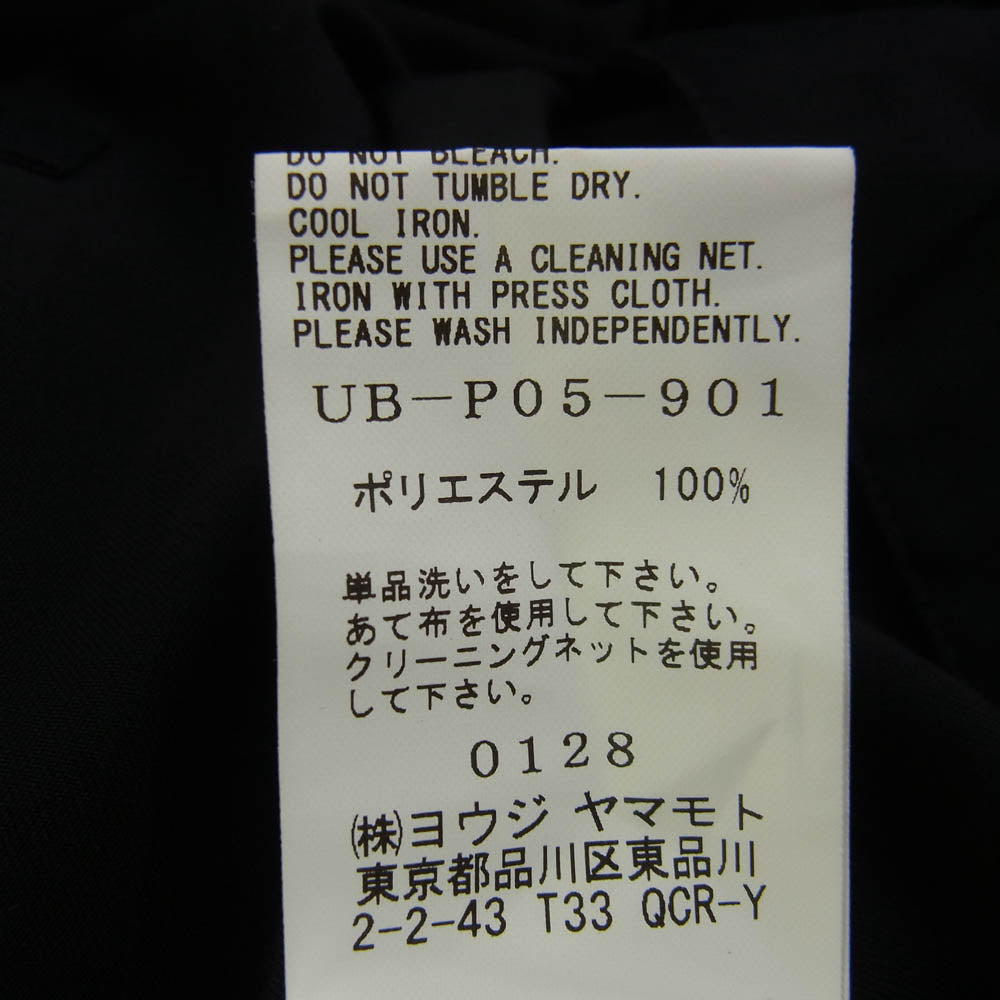 DO NOT BLEACH.
DO NOT TUMBLE DRY.
COOL IRON.
PLEASE USE A CLEANING NET.
IRON WITH PRESS CLOTH.
PLEASE WASH INDEPENDENTLY.
UB-P05-901
ポリエステル 100%
単品洗いをして下さい。
あて布を使用して下さい。
クリーニングネットを使用
して下さい。
0128
㈱ヨウジ ヤマモト
東京都品川区東品川
2-2-43 T33 QCR-Y